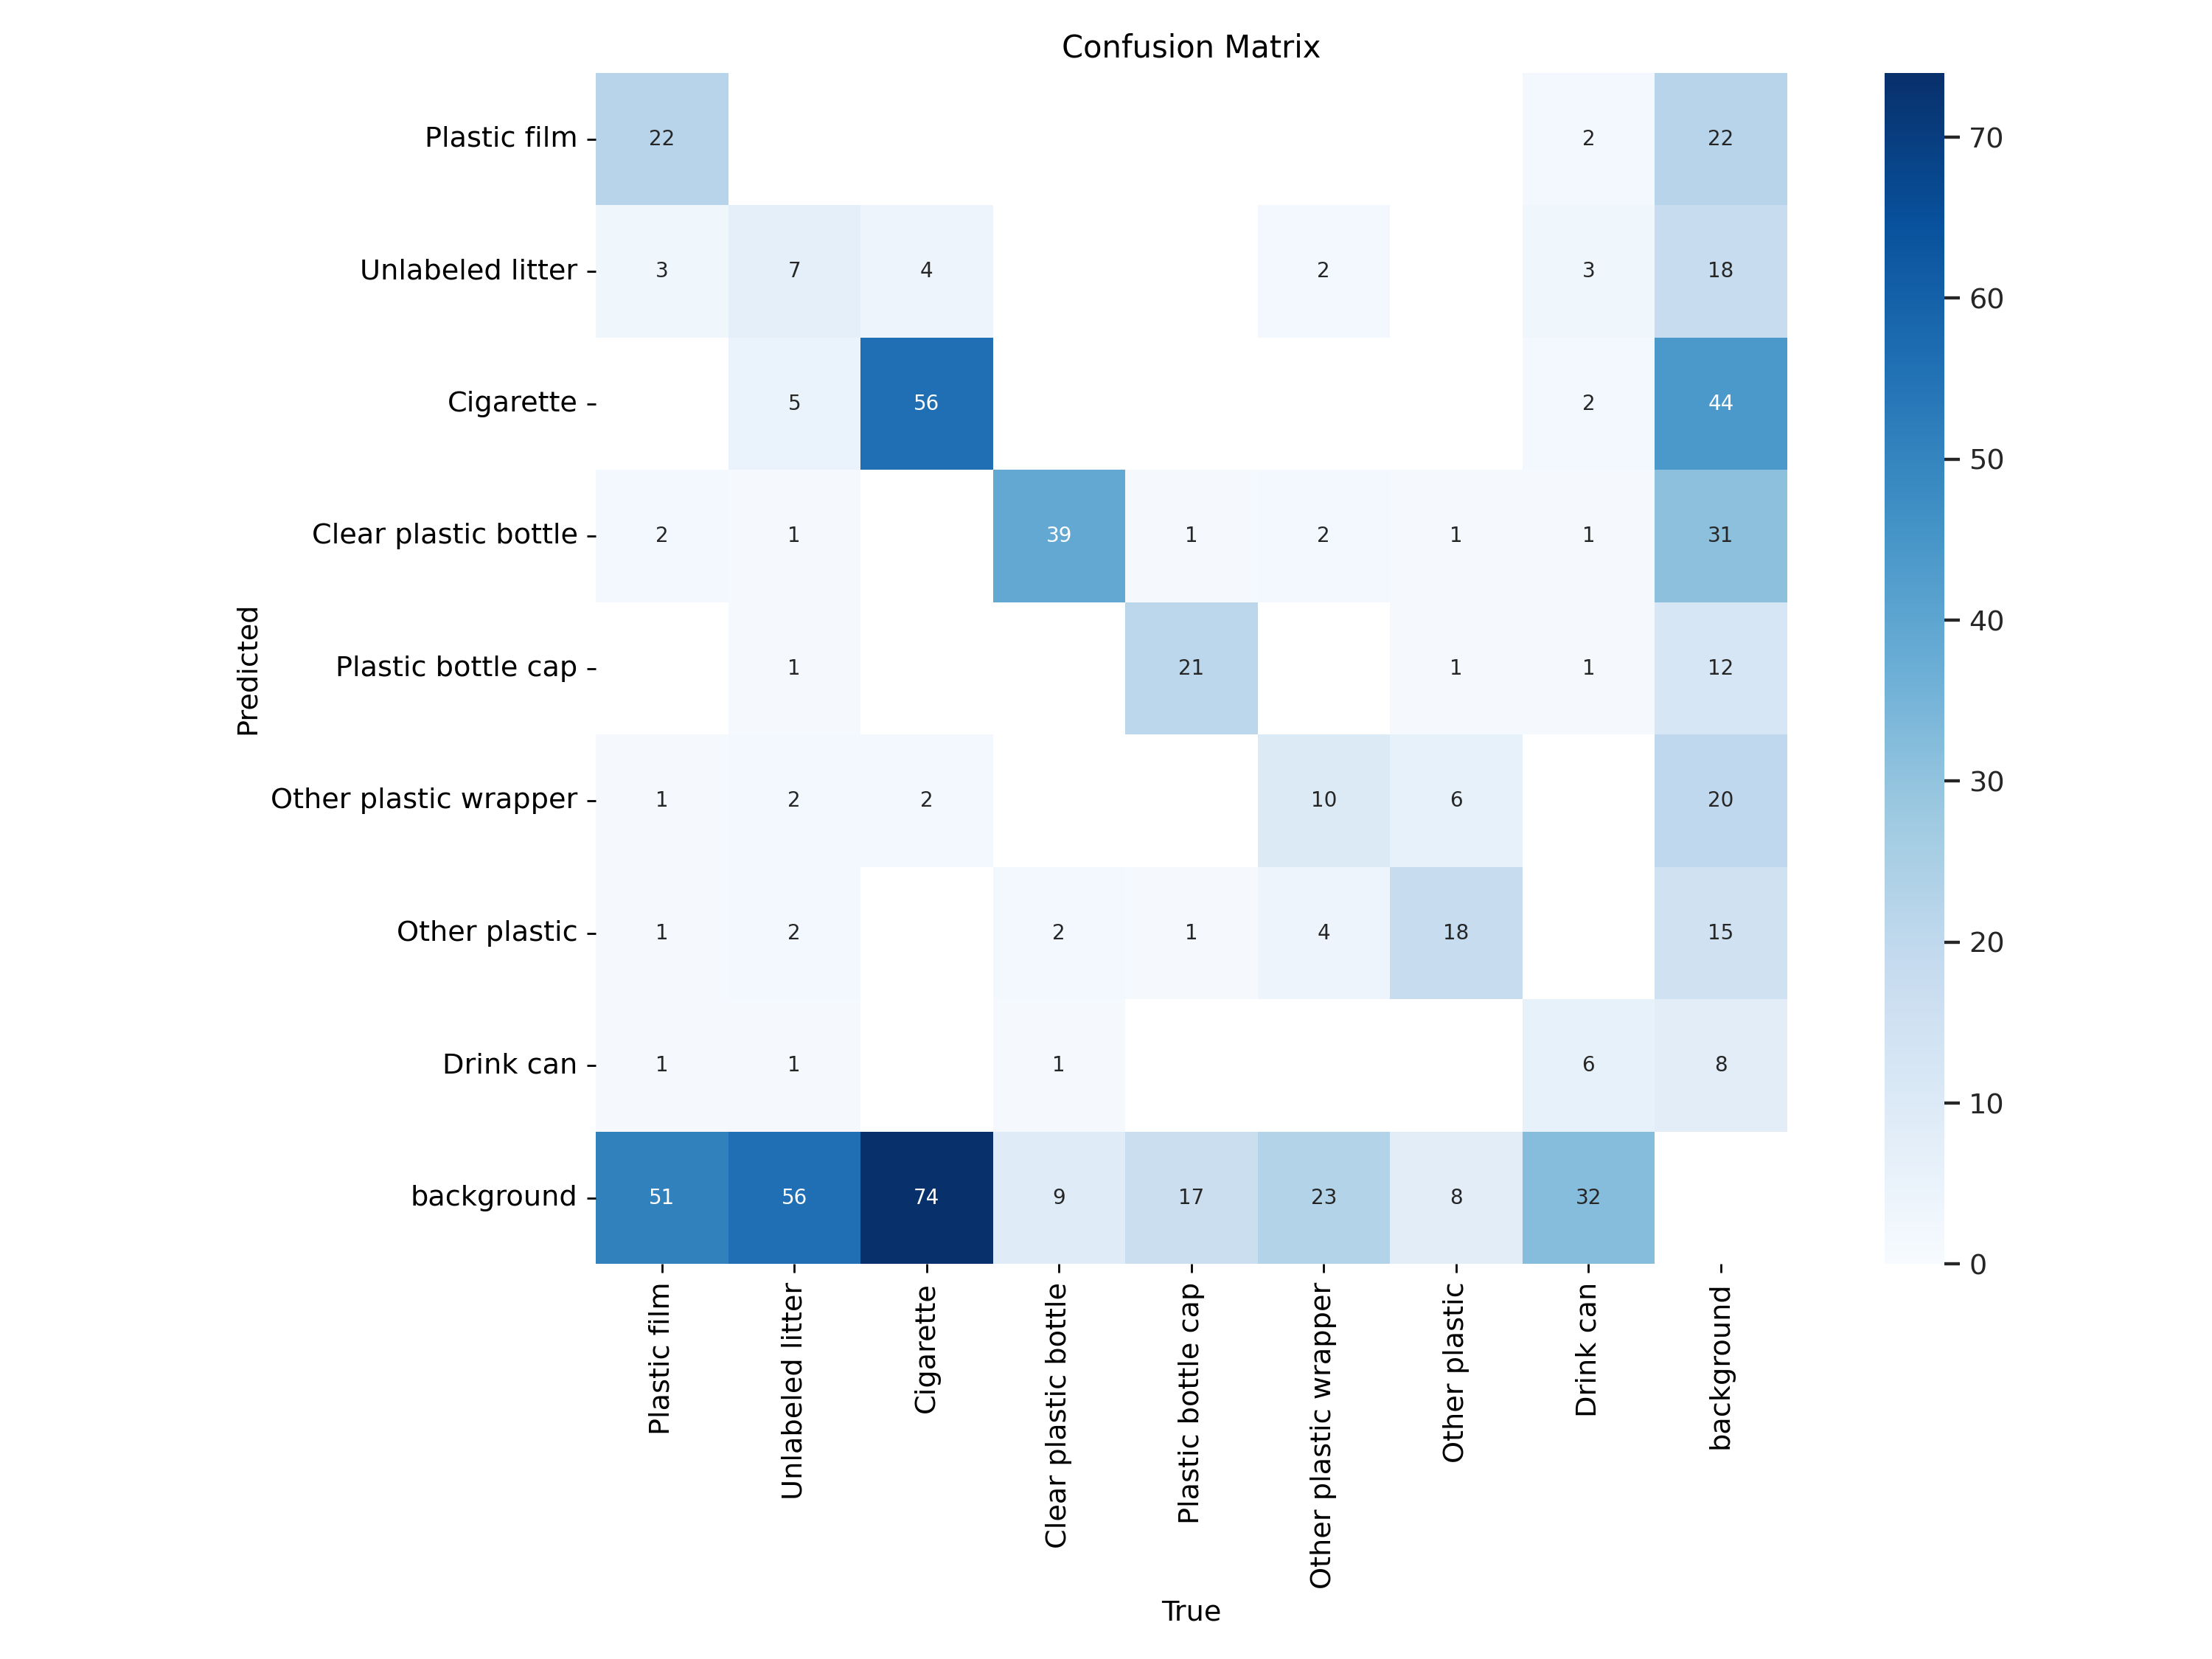 Confusion Matrix
Plastic film 22 2 22
Unlabeled litter 3 7 4 2 3 18
Cigarette 5 56 2 44
Clear plastic bottle 2 1 39 1 2 1 1 31
Plastic bottle cap 1 21 1 1 12
Other plastic wrapper 1 2 2 10 6 20
Other plastic 1 2 2 1 4 18 15
Drink can 1 1 1 6 8
background 51 56 74 9 17 23 8 32
Predicted
Plastic film
Unlabeled litter
Cigarette
Clear plastic bottle
Plastic bottle cap
Other plastic wrapper
Other plastic
Drink can
background
True
70
60
50
40
30
20
10
0